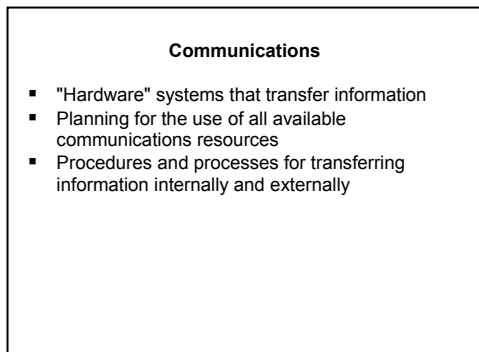 Communications
▪ "Hardware" systems that transfer information
▪ Planning for the use of all available
communications resources
▪ Procedures and processes for transferring
information internally and externally